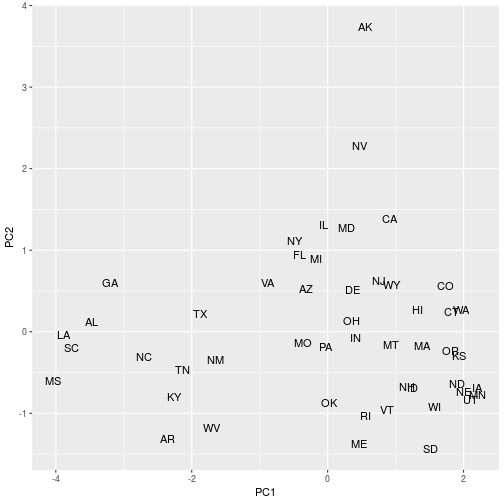 4
AK
3
NV
2
CA
IL
MD
NY
1
FL
MI
GA
VA
NJ
WY
CO
AZ
DE
HI
CT
WA
TX
AL
OH
0
LA
IN
MO
MT
MA
PA
SC
OR
KS
NC
NM
TN
MS
ND
NH
ID
IA
NE
MN
UT
KY
OK
WI
VT
-1
RI
WV
AR
ME
SD
PC2
-4
-2
0
2
PC1